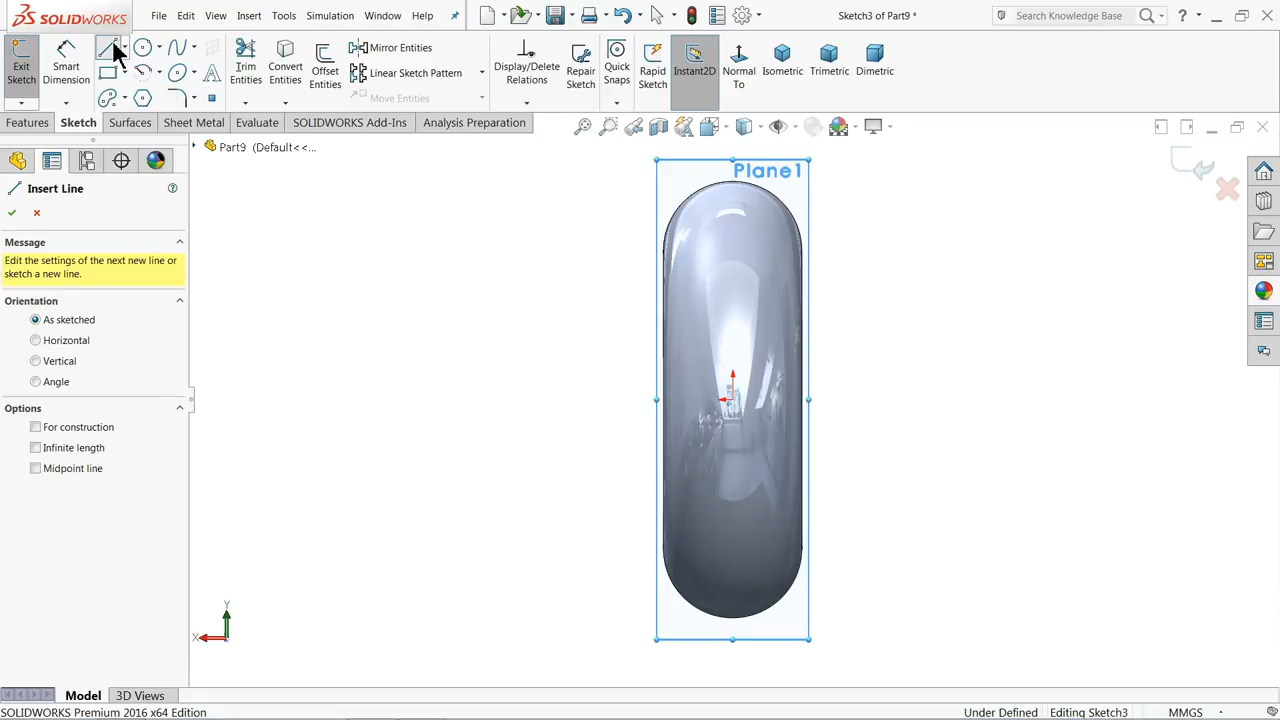 SOLIDWORKS File Edit View Insert Tools Simulation Window Help Sketch3 of Part9 * Search Knowledge Base ?
Exit Sketch Smart Dimension Trim Entities Convert Entities Offset Entities Mirror Entities Linear Sketch Pattern Move Entities Display/Delete Relations Repair Sketch Quick Snaps Rapid Sketch Instant2D Normal To Isometric Trimetric Dimetric
Features Sketch Surfaces Sheet Metal Evaluate SOLIDWORKS Add-Ins Analysis Preparation
Part9 (Default<<...
Plane1
Insert Line
Message
Edit the settings of the next new line or
sketch a new line.
Orientation
As sketched
Horizontal
Vertical
Angle
Options
For construction
Infinite length
Midpoint line
Y
X
Model 3D Views
SOLIDWORKS Premium 2016 x64 Edition Under Defined Editing Sketch3 MMGS